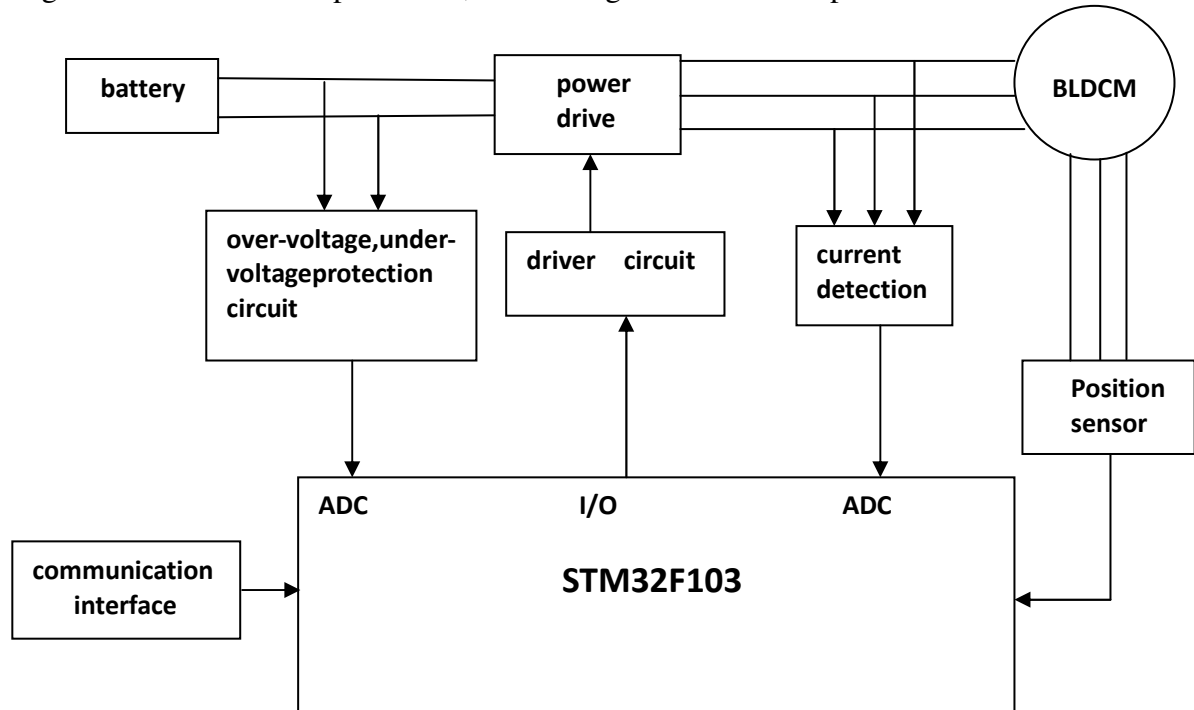 battery
power
drive
BLDCM
over-voltage,under-
voltageprotection
circuit
driver circuit
current
detection
Position
sensor
ADC
I/O
ADC
STM32F103
communication
interface